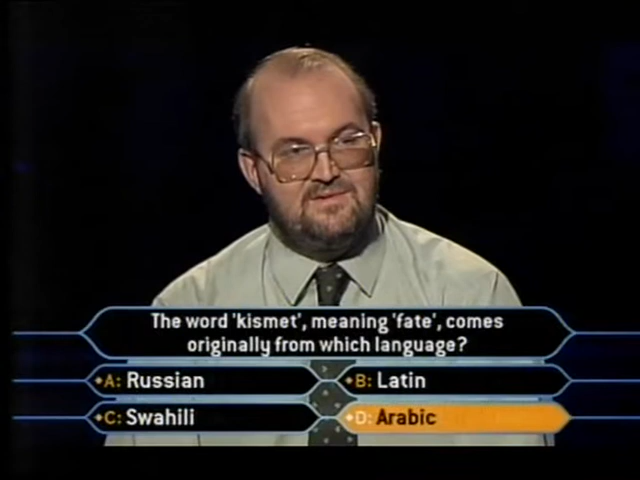 The word 'kismet', meaning 'fate', comes
originally from which language?
A: Russian
B: Latin
C: Swahili
D: Arabic